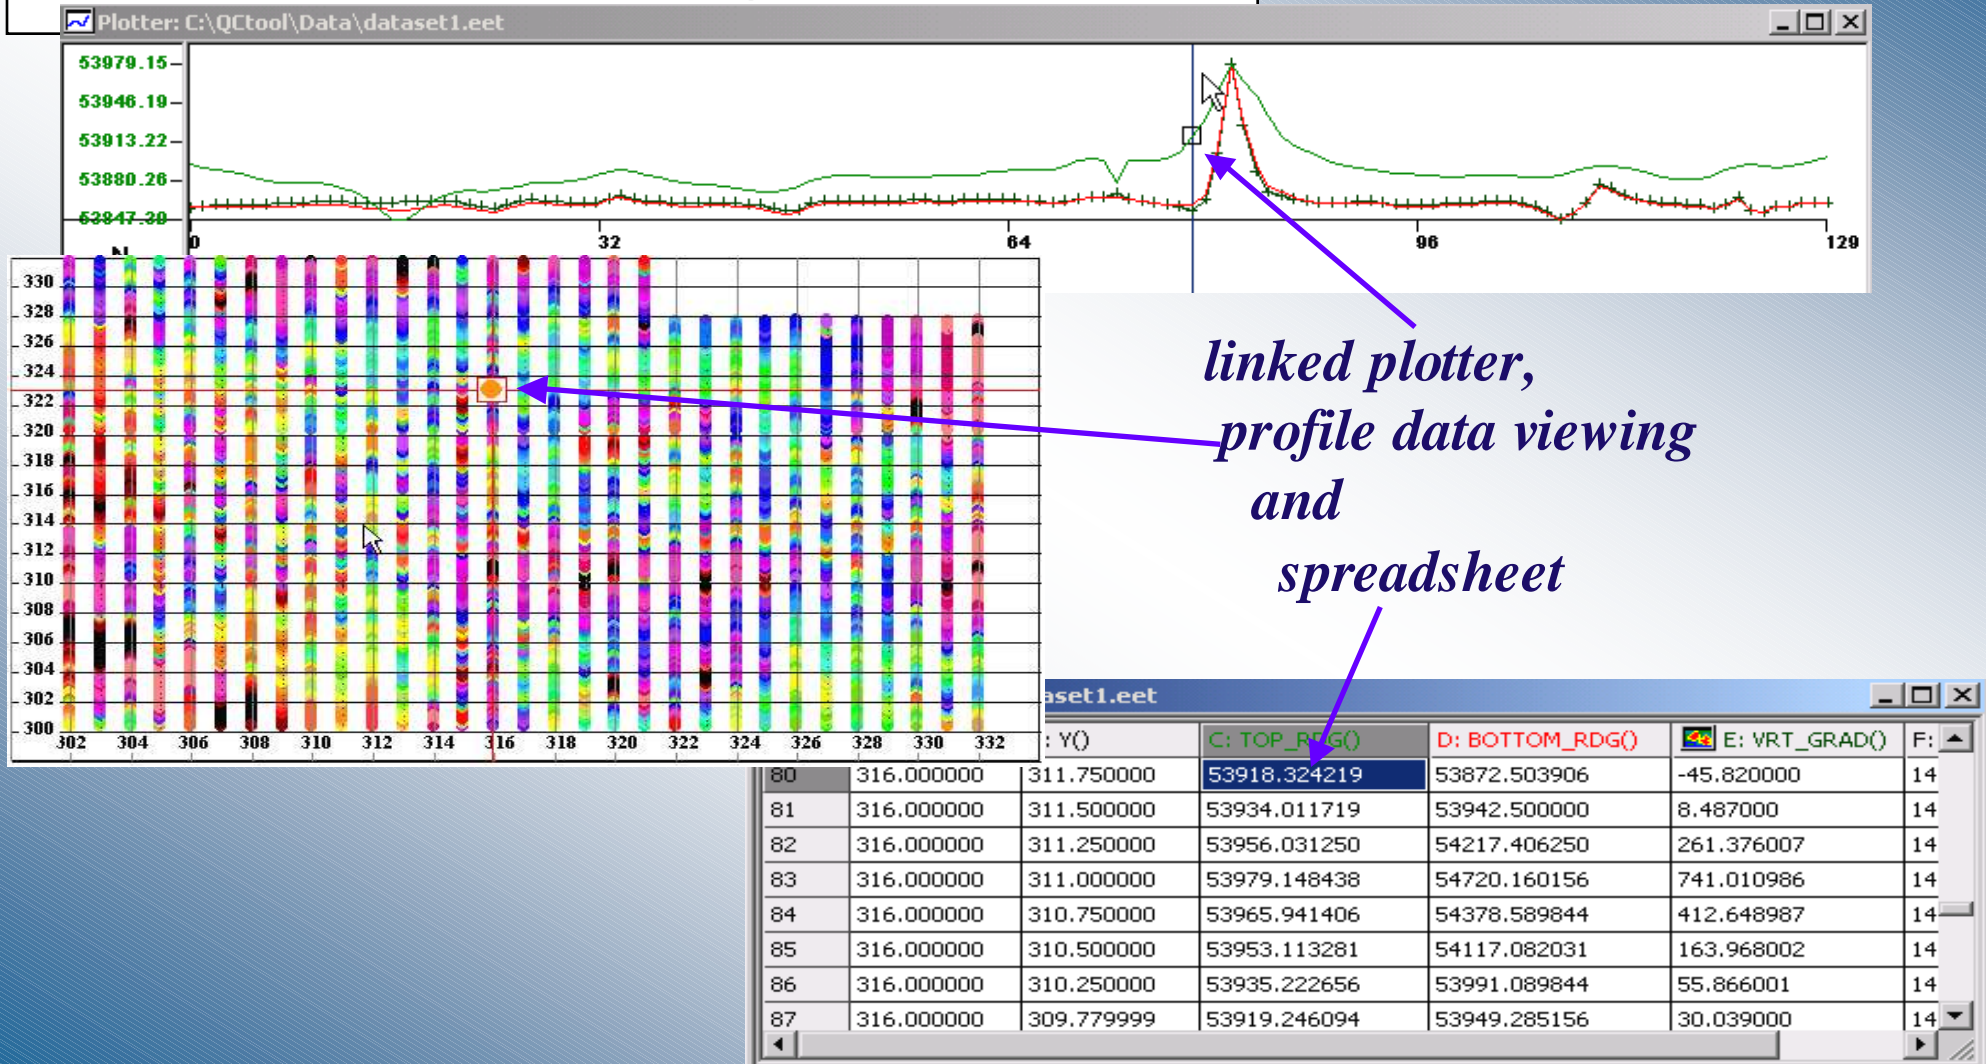 Plotter: C:\QCtool\Data\dataset1.eet
53979.15
53946.19
53913.22
53880.26
0 32 64 96 129
330
328
326
324
322
320
318
316
314
312
310
308
306
304
302
300
302 304 306 308 310 312 314 316 318 320 322 324 326 328 330 332
linked plotter,
profile data viewing
and
spreadsheet
aset1.eet
: Y() C: TOP_RDG() D: BOTTOM_RDG() E: VRT_GRAD() F:
80 316.000000 311.750000 53918.324219 53872.503906 -45.820000 14
81 316.000000 311.500000 53934.011719 53942.500000 8.487000 14
82 316.000000 311.250000 53956.031250 54217.406250 261.376007 14
83 316.000000 311.000000 53979.148438 54720.160156 741.010986 14
84 316.000000 310.750000 53965.941406 54378.589844 412.648987 14
85 316.000000 310.500000 53953.113281 54117.082031 163.968002 14
86 316.000000 310.250000 53935.222656 53991.089844 55.866001 14
87 316.000000 309.779999 53919.246094 53949.285156 30.039000 14